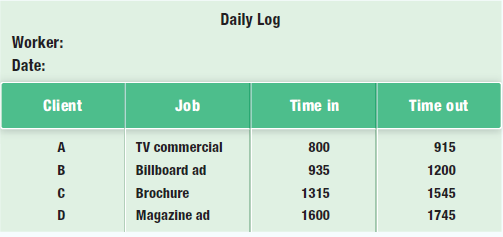 Daily Log
Worker:
Date:
Client Job Time in Time out
A TV commercial 800 915
B Billboard ad 935 1200
C Brochure 1315 1545
D Magazine ad 1600 1745